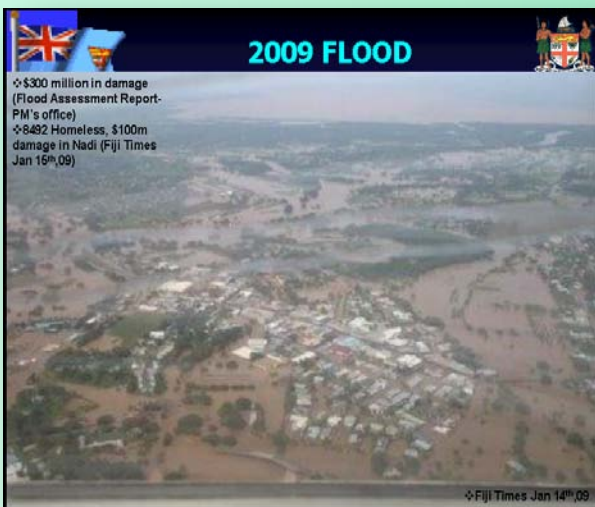 2009 FLOOD
❖$300 million in damage
(Flood Assessment Report-
PM's office)
❖8492 Homeless, $100m
damage in Nadi (Fiji Times
Jan 15th,09)
❖Fiji Times Jan 14th,09